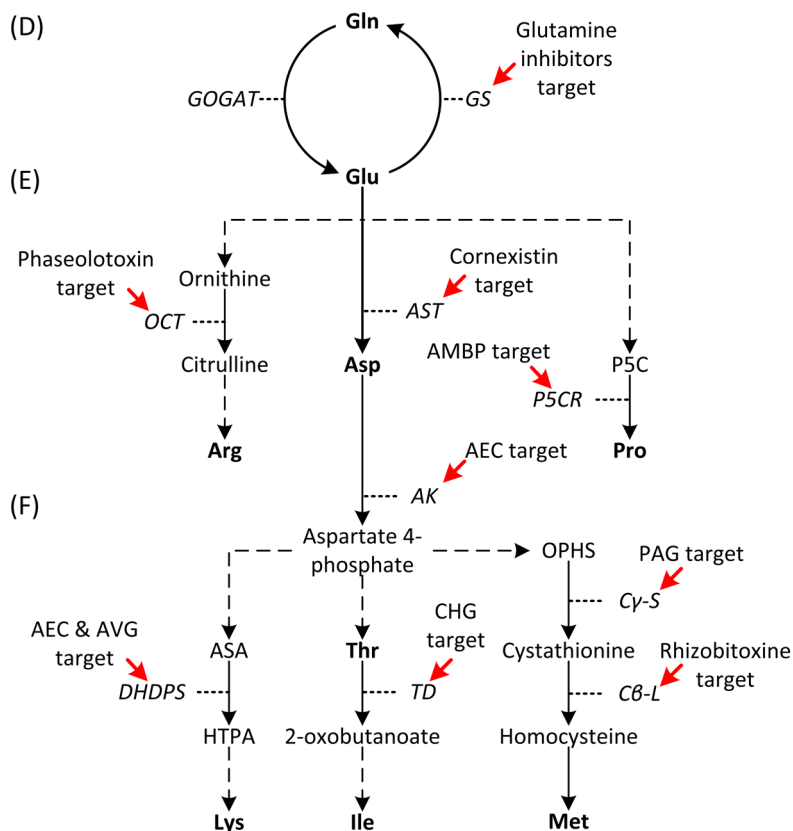 (D)
Gln
Glutamine
inhibitors
target
GOGAT
GS
Glu
(E)
Phaseolotoxin
target
Ornithine
OCT
Citrulline
Arg
Cornexistin
target
AST
Asp
AMBP target
P5C
P5CR
Pro
AEC target
AK
(F)
Aspartate 4-
phosphate
OPHS
PAG target
Cγ-S
AEC & AVG
target
ASA
DHDPS
HTPA
Lys
CHG
target
Thr
TD
2-oxobutanoate
Ile
Cystathionine
Rhizobitoxine
target
Cβ-L
Homocysteine
Met